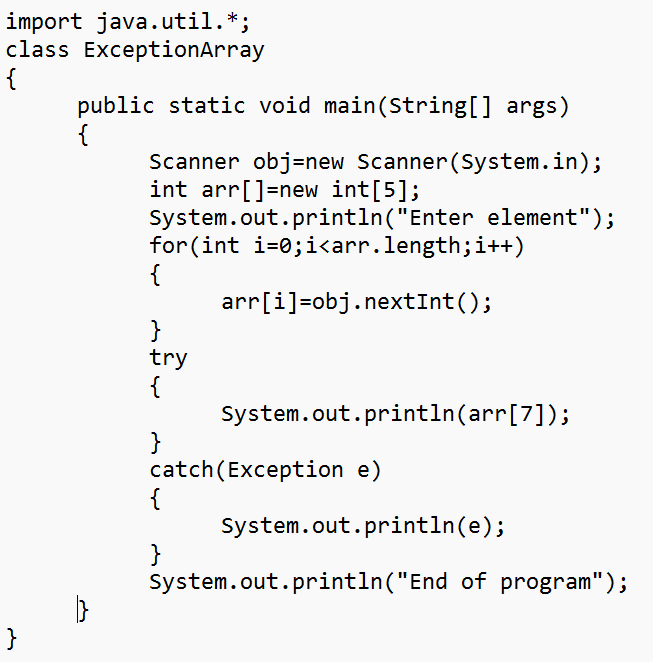 import java.util.*;
class ExceptionArray
{
public static void main(String[] args)
{
Scanner obj=new Scanner(System.in);
int arr[]=new int[5];
System.out.println("Enter element");
for(int i=0;i<arr.length;i++)
{
arr[i]=obj.nextInt();
}
try
{
System.out.println(arr[7]);
}
catch(Exception e)
{
System.out.println(e);
}
System.out.println("End of program");
}
}